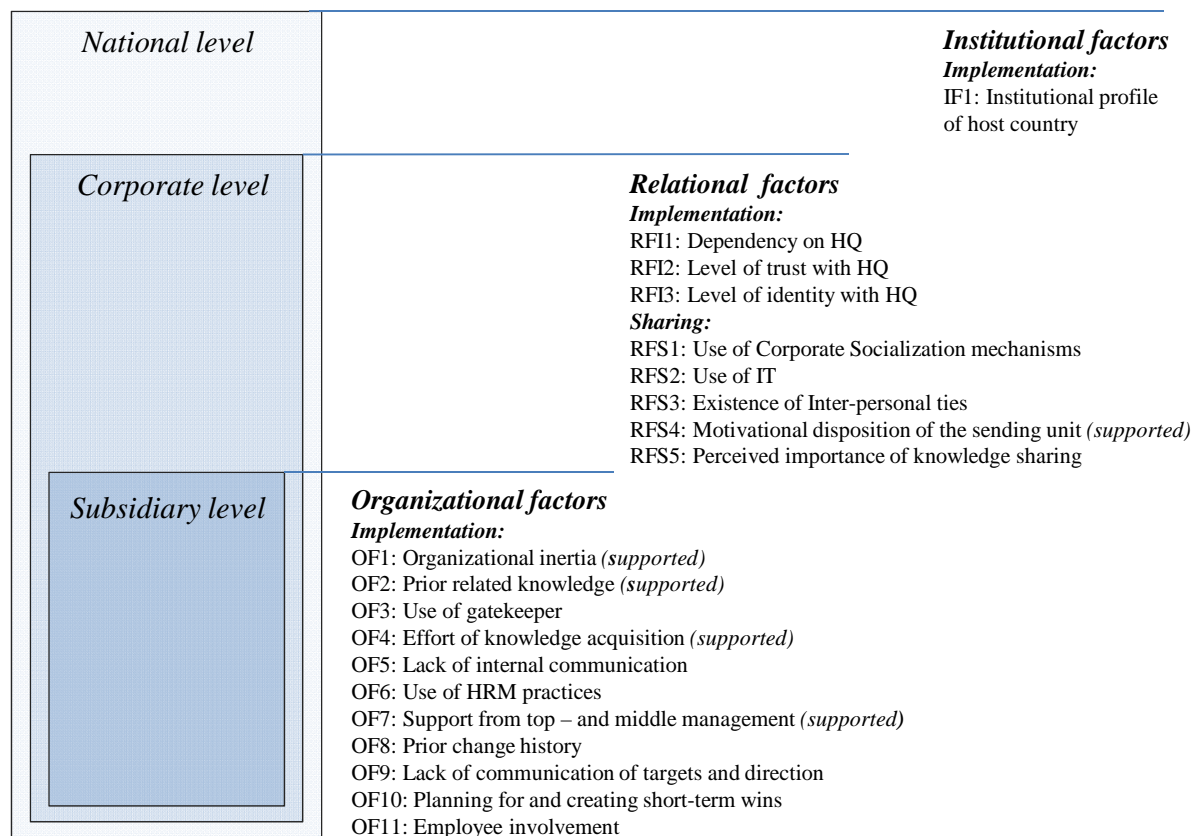 National level
Institutional factors
Implementation:
IF1: Institutional profile
of host country
Corporate level
Relational factors
Implementation:
RFI1: Dependency on HQ
RFI2: Level of trust with HQ
RFI3: Level of identity with HQ
Sharing:
RFS1: Use of Corporate Socialization mechanisms
RFS2: Use of IT
RFS3: Existence of Inter-personal ties
RFS4: Motivational disposition of the sending unit (supported)
RFS5: Perceived importance of knowledge sharing
Subsidiary level
Organizational factors
Implementation:
OF1: Organizational inertia (supported)
OF2: Prior related knowledge (supported)
OF3: Use of gatekeeper
OF4: Effort of knowledge acquisition (supported)
OF5: Lack of internal communication
OF6: Use of HRM practices
OF7: Support from top – and middle management (supported)
OF8: Prior change history
OF9: Lack of communication of targets and direction
OF10: Planning for and creating short-term wins
OF11: Employee involvement